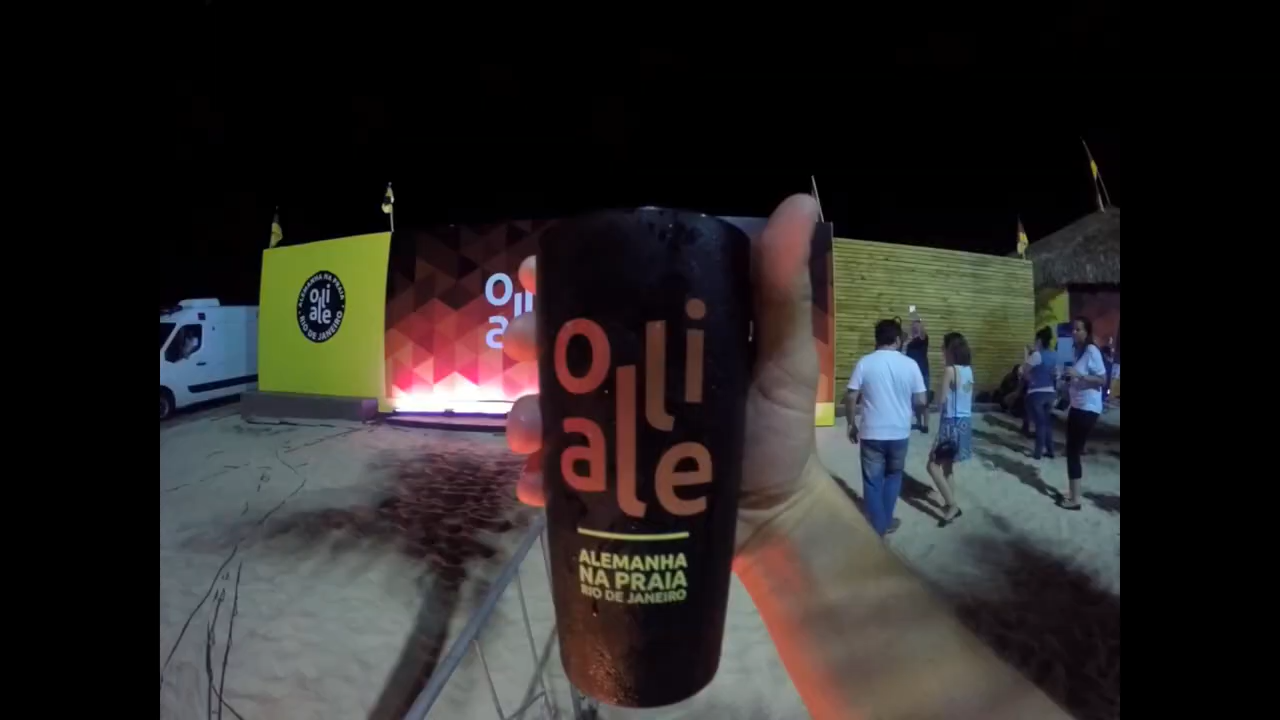 ALEMANHA NA PRAIA
olli
ale
RIO DE JANEIRO
olli
ale
ALEMANHA
NA PRAIA
RIO DE JANEIRO